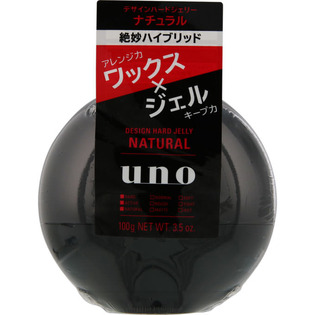 デザインハードジェリー
ナチュラル
絶妙ハイブリッド
アレンジ力
ワックス
×
ジェル
キープ力
DESIGN HARD JELLY
NATURAL
uno
100g NET WT. 3.5 oz.